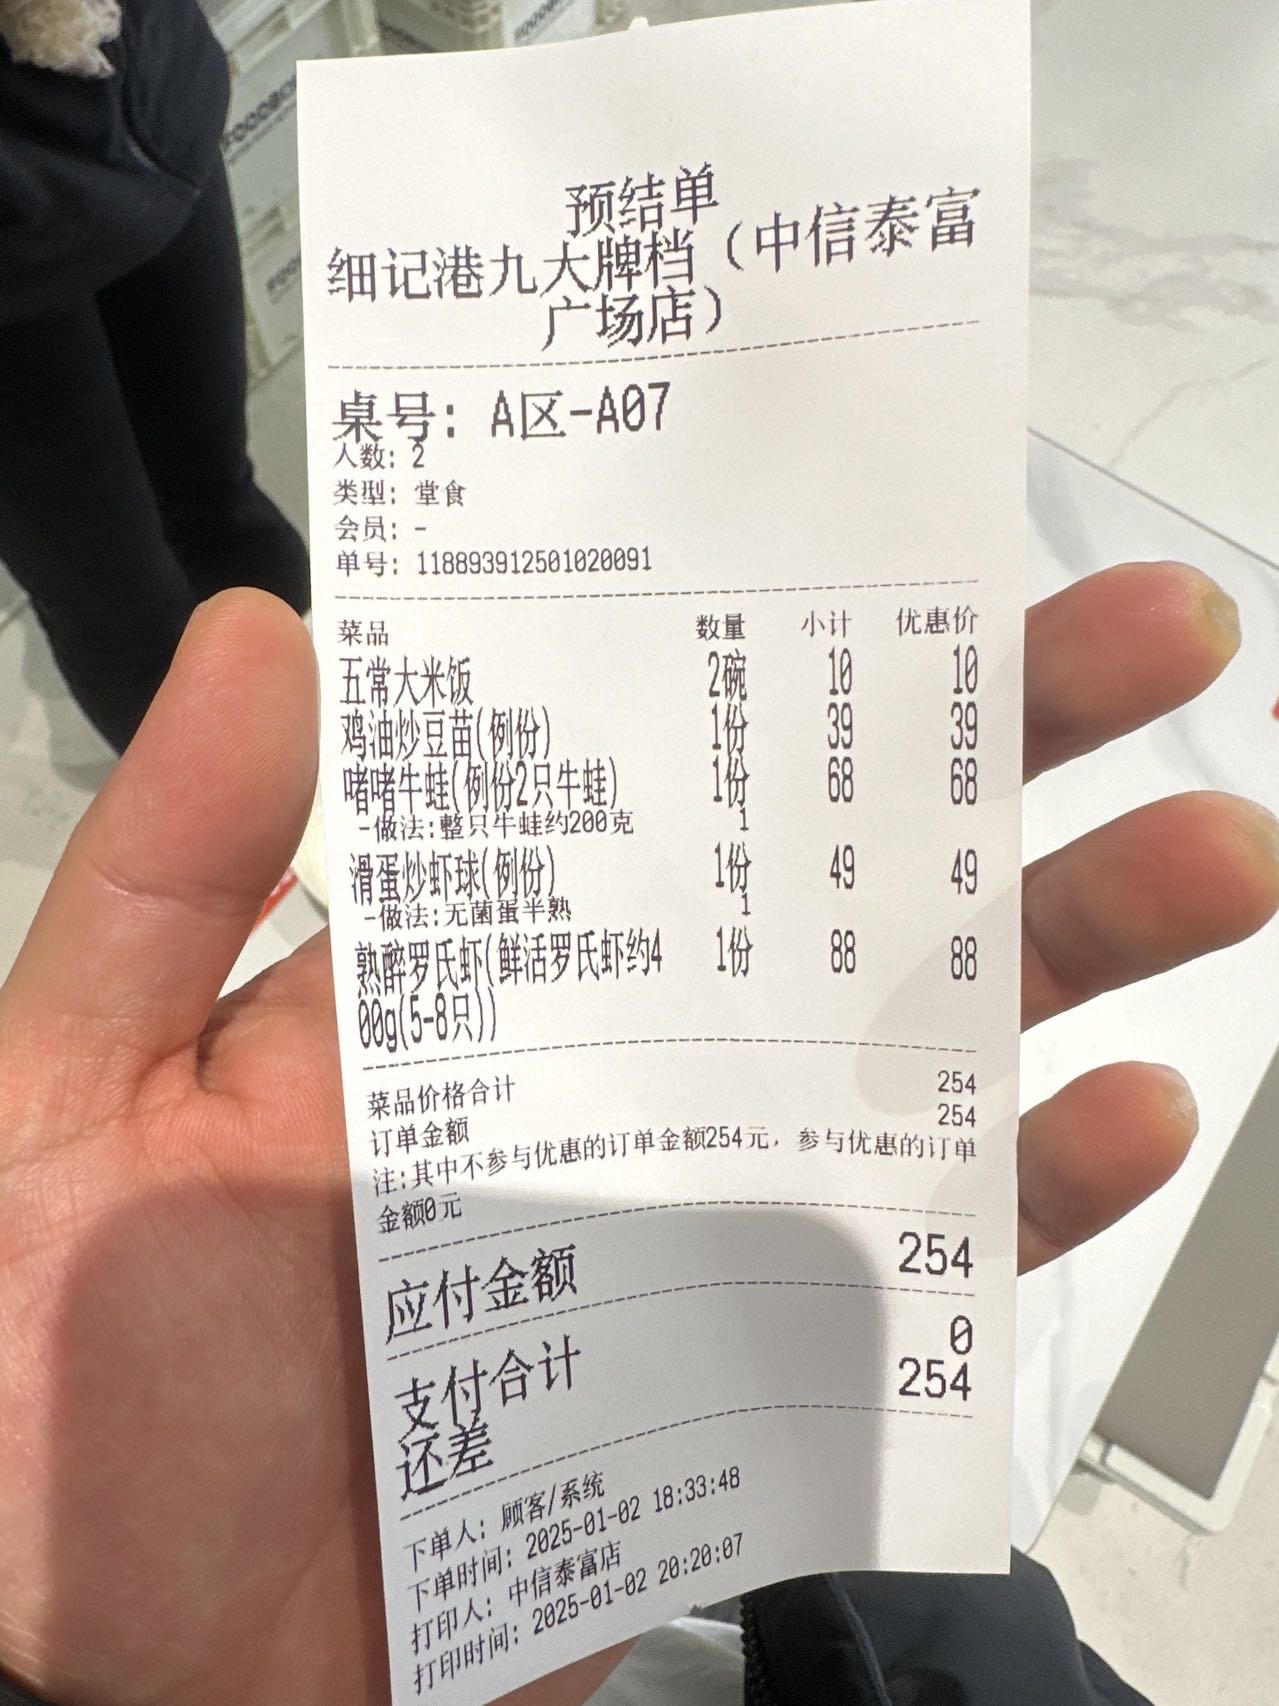 预结单
细记港九大牌档（中信泰富
广场店）
桌号: A区-A07
人数: 2
类型: 堂食
会员: -
单号: 118893912501020091
菜品 数量 小计 优惠价
五常大米饭 2碗 10 10
鸡油炒豆苗(例份) 1份 39 39
啫啫牛蛙(例份2只牛蛙) 1份 68 68
-做法:整只牛蛙约200克 1
滑蛋炒虾球(例份) 1份 49 49
-做法:无菌蛋半熟 1
熟醉罗氏虾(鲜活罗氏虾约4 1份 88 88
00g(5-8只))
菜品价格合计 254
订单金额 254
注:其中不参与优惠的订单金额254元，参与优惠的订单
金额0元
应付金额 254
支付合计 0
还差 254
下单人: 顾客/系统
下单时间: 2025-01-02 18:33:48
打印人: 中信泰富店
打印时间: 2025-01-02 20:20:07